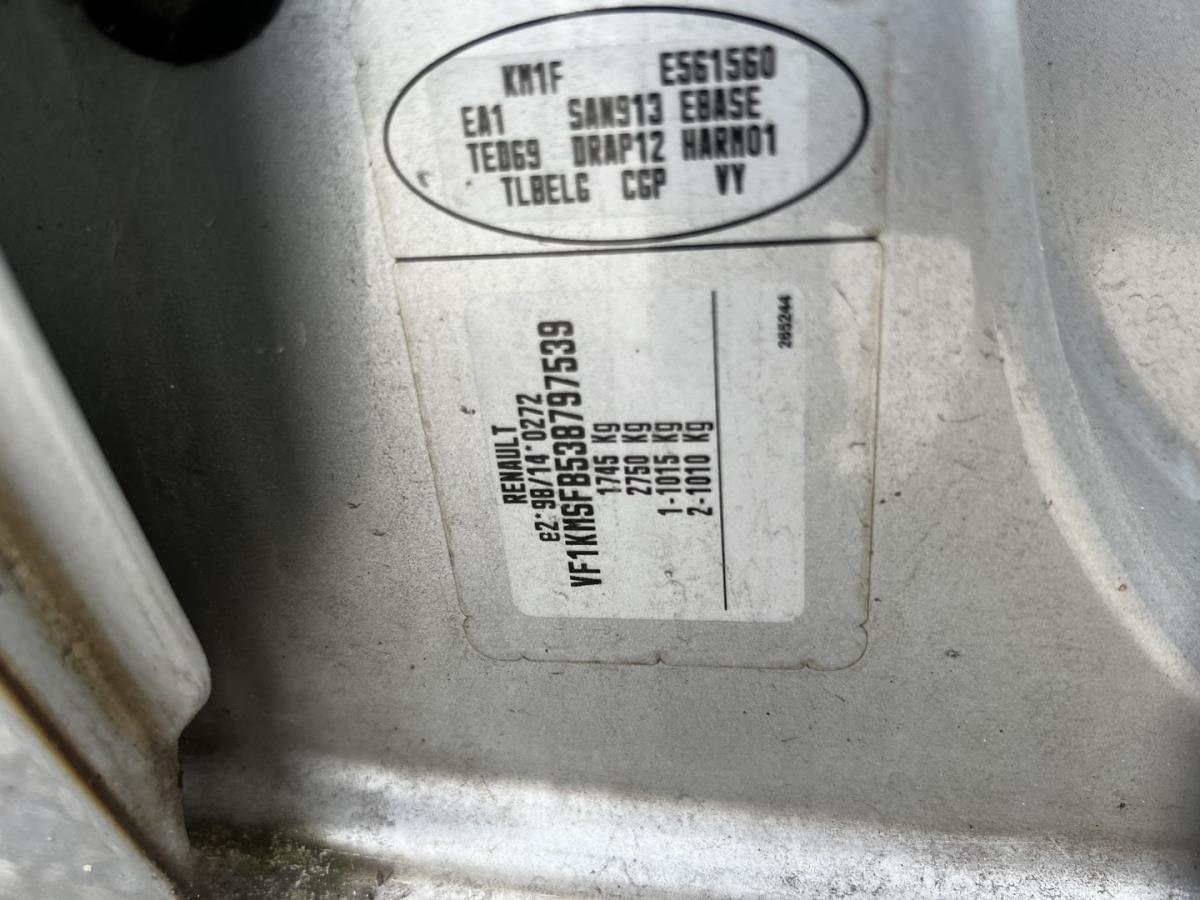 KM1F E561560
EA1 SAN913 EBASE
TED69 DRAP12 HARM01
TLBELG CGP VY
RENAULT
e2*98/14*0272
VF1KMSFB538797539
1745 Kg
2750 Kg
1-1015 Kg
2-1010 Kg
265244